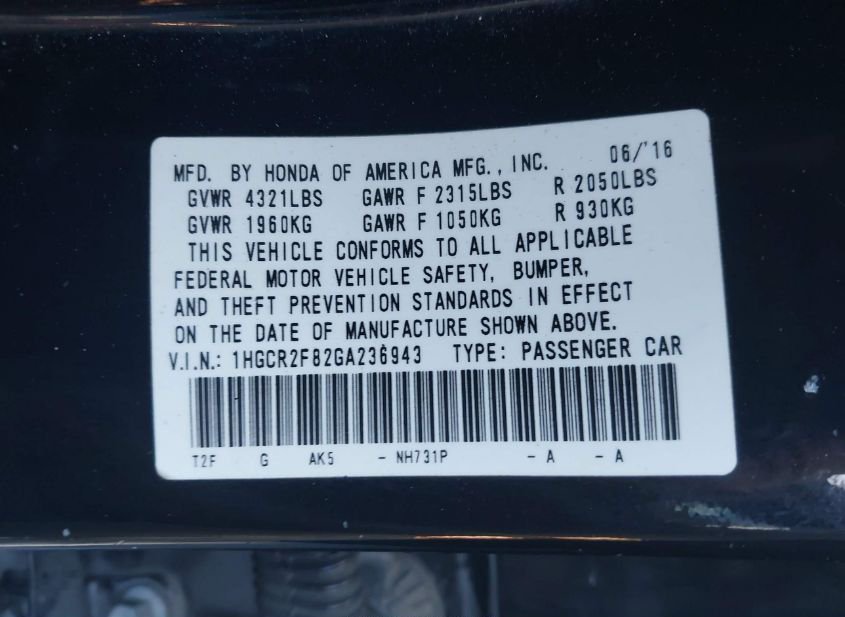 MFD. BY HONDA OF AMERICA MFG., INC. 06/'16
GVWR 4321LBS GAWR F 2315LBS R 2050LBS
GVWR 1960KG GAWR F 1050KG R 930KG
THIS VEHICLE CONFORMS TO ALL APPLICABLE
FEDERAL MOTOR VEHICLE SAFETY, BUMPER,
AND THEFT PREVENTION STANDARDS IN EFFECT
ON THE DATE OF MANUFACTURE SHOWN ABOVE.
V.I.N.: 1HGCR2F82GA236943 TYPE: PASSENGER CAR
T2F G AK5 - NH731P - A - A